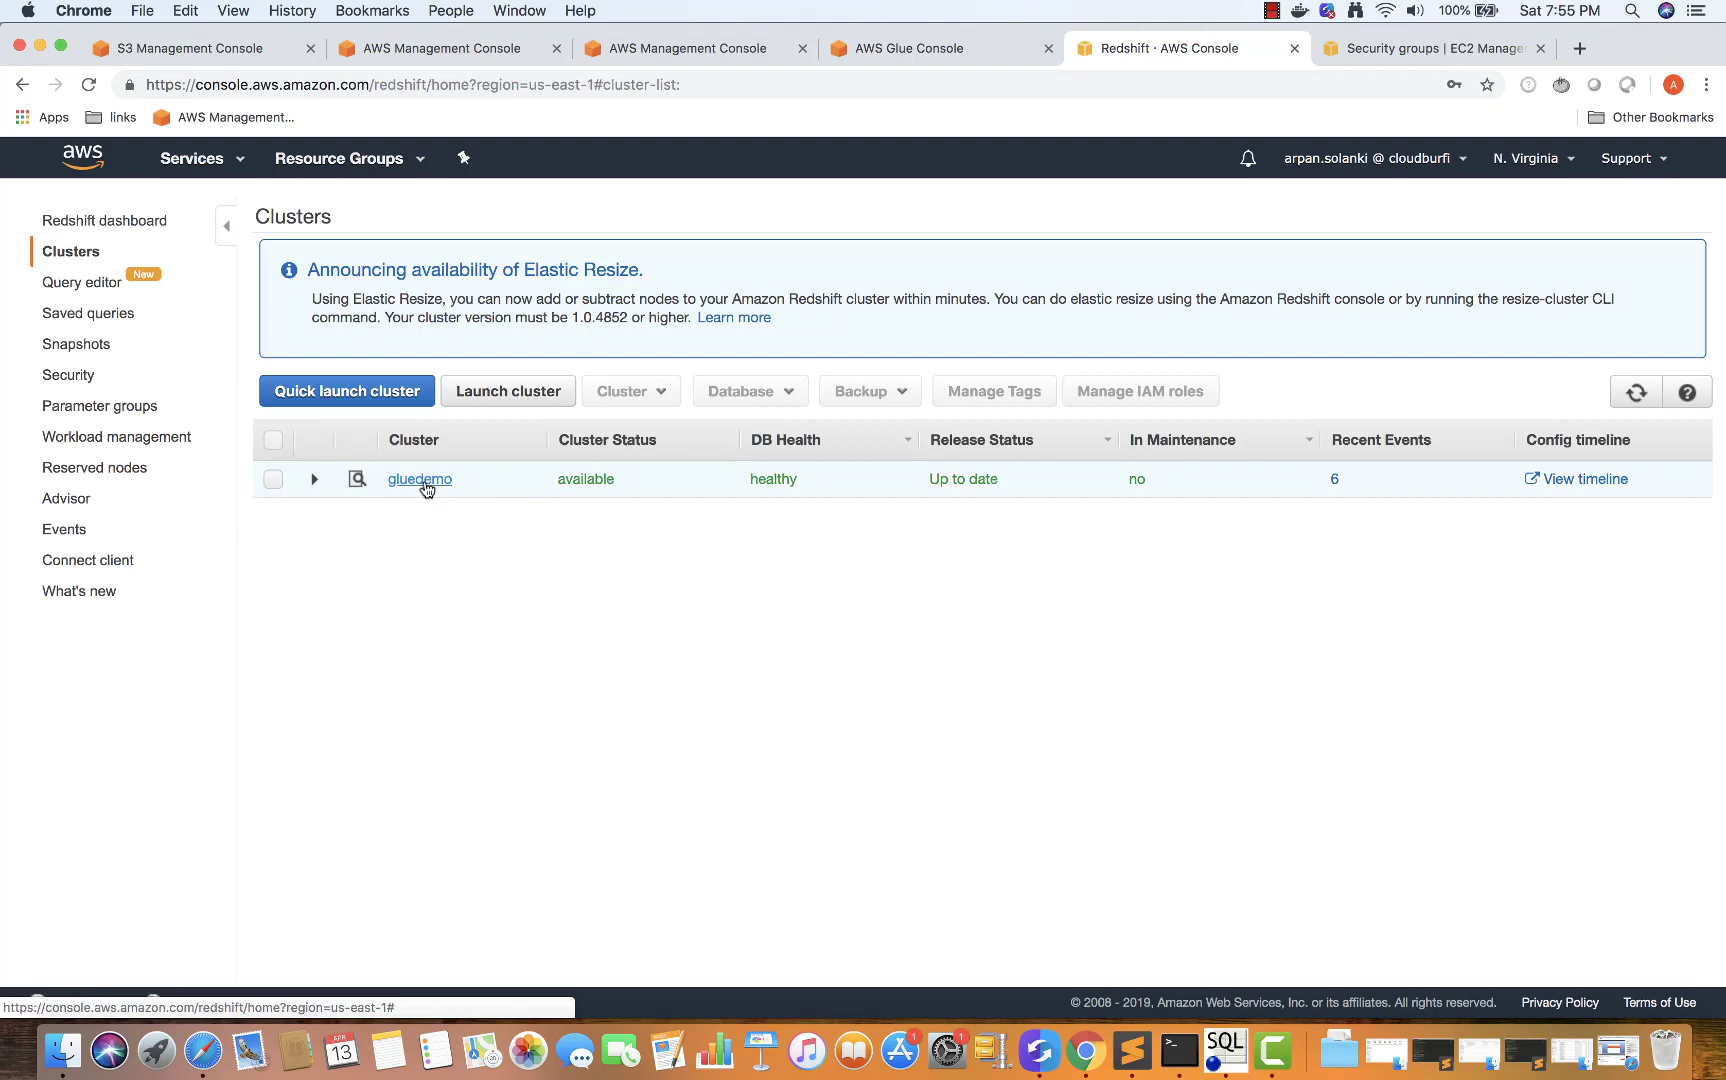 Chrome File Edit View History Bookmarks People Window Help 100% Sat 7:55 PM
S3 Management Console AWS Management Console AWS Management Console AWS Glue Console Redshift · AWS Console Security groups | EC2 Manage
https://console.aws.amazon.com/redshift/home?region=us-east-1#cluster-list: A
Apps links AWS Management... Other Bookmarks
aws Services Resource Groups arpan.solanki @ cloudburfi N. Virginia Support
Redshift dashboard
Clusters
Query editor New
Saved queries
Snapshots
Security
Parameter groups
Workload management
Reserved nodes
Advisor
Events
Connect client
What's new
Clusters
Announcing availability of Elastic Resize.
Using Elastic Resize, you can now add or subtract nodes to your Amazon Redshift cluster within minutes. You can do elastic resize using the Amazon Redshift console or by running the resize-cluster CLI
command. Your cluster version must be 1.0.4852 or higher. Learn more
Quick launch cluster Launch cluster Cluster Database Backup Manage Tags Manage IAM roles
Cluster Cluster Status DB Health Release Status In Maintenance Recent Events Config timeline
gluedemo available healthy Up to date no 6 View timeline
https://console.aws.amazon.com/redshift/home?region=us-east-1#
© 2008 - 2019, Amazon Web Services, Inc. or its affiliates. All rights reserved. Privacy Policy Terms of Use
APR
13
1
1
SQL